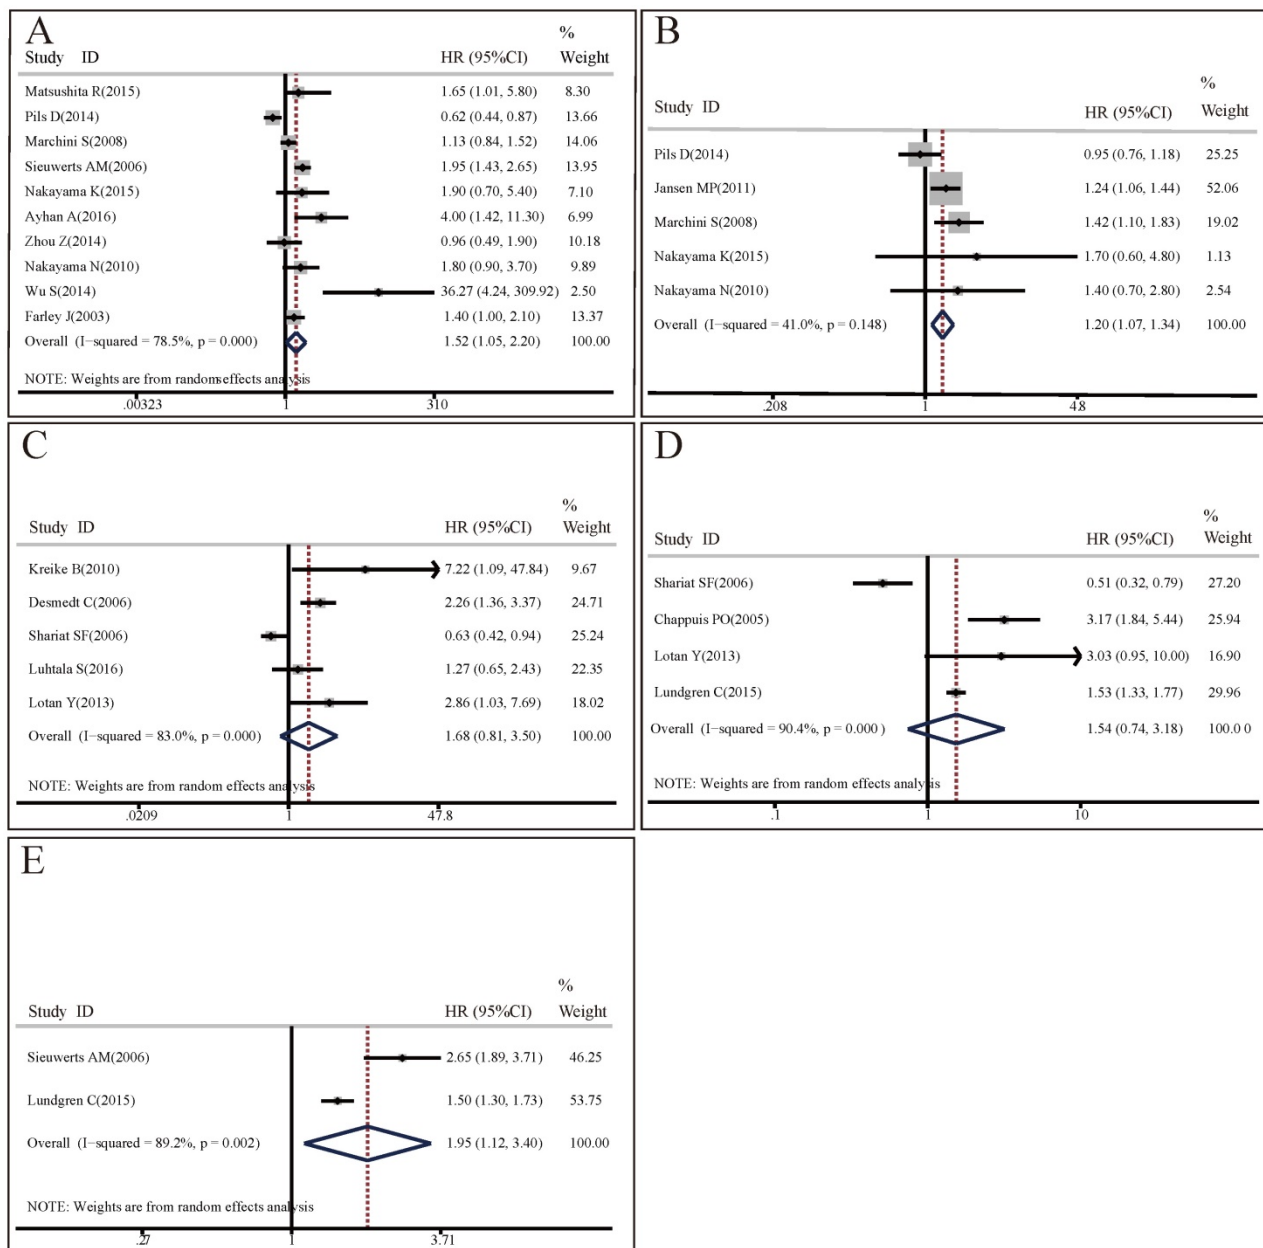 A
%
Study ID HR (95%CI) Weight
Matsushita R(2015) 1.65 (1.01, 5.80) 8.30
Pils D(2014) 0.62 (0.44, 0.87) 13.66
Marchini S(2008) 1.13 (0.84, 1.52) 14.06
Sieuwerts AM(2006) 1.95 (1.43, 2.65) 13.95
Nakayama K(2015) 1.90 (0.70, 5.40) 7.10
Ayhan A(2016) 4.00 (1.42, 11.30) 6.99
Zhou Z(2014) 0.96 (0.49, 1.90) 10.18
Nakayama N(2010) 1.80 (0.90, 3.70) 9.89
Wu S(2014) 36.27 (4.24, 309.92) 2.50
Farley J(2003) 1.40 (1.00, 2.10) 13.37
Overall (I−squared = 78.5%, p = 0.000) 1.52 (1.05, 2.20) 100.00
NOTE: Weights are from random effects analysis
.00323 1 310
B
%
Study ID HR (95%CI) Weight
Pils D(2014) 0.95 (0.76, 1.18) 25.25
Jansen MP(2011) 1.24 (1.06, 1.44) 52.06
Marchini S(2008) 1.42 (1.10, 1.83) 19.02
Nakayama K(2015) 1.70 (0.60, 4.80) 1.13
Nakayama N(2010) 1.40 (0.70, 2.80) 2.54
Overall (I−squared = 41.0%, p = 0.148) 1.20 (1.07, 1.34) 100.00
.208 1 4.8
C
%
Study ID HR (95%CI) Weight
Kreike B(2010) 7.22 (1.09, 47.84) 9.67
Desmedt C(2006) 2.26 (1.36, 3.37) 24.71
Shariat SF(2006) 0.63 (0.42, 0.94) 25.24
Luhtala S(2016) 1.27 (0.65, 2.43) 22.35
Lotan Y(2013) 2.86 (1.03, 7.69) 18.02
Overall (I−squared = 83.0%, p = 0.000) 1.68 (0.81, 3.50) 100.00
NOTE: Weights are from random effects analysis
.0209 1 47.8
D
%
Study ID HR (95%CI) Weight
Shariat SF(2006) 0.51 (0.32, 0.79) 27.20
Chappuis PO(2005) 3.17 (1.84, 5.44) 25.94
Lotan Y(2013) 3.03 (0.95, 10.00) 16.90
Lundgren C(2015) 1.53 (1.33, 1.77) 29.96
Overall (I−squared = 90.4%, p = 0.000 ) 1.54 (0.74, 3.18) 100.0 0
NOTE: Weights are from random effects analysis
.1 1 10
E
%
Study ID HR (95%CI) Weight
Sieuwerts AM(2006) 2.65 (1.89, 3.71) 46.25
Lundgren C(2015) 1.50 (1.30, 1.73) 53.75
Overall (I−squared = 89.2%, p = 0.002) 1.95 (1.12, 3.40) 100.00
NOTE: Weights are from random effects analysis
.27 1 3.71